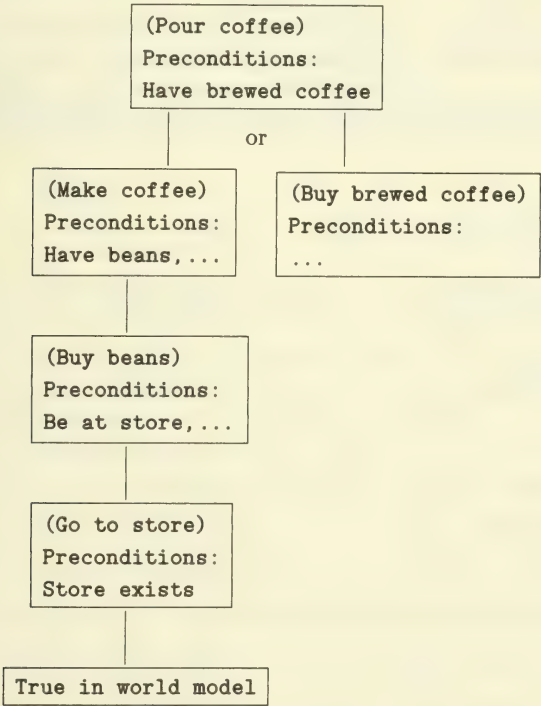 (Pour coffee)
Preconditions:
Have brewed coffee
or
(Make coffee)
Preconditions:
Have beans,...
(Buy brewed coffee)
Preconditions:
...
(Buy beans)
Preconditions:
Be at store,...
(Go to store)
Preconditions:
Store exists
True in world model